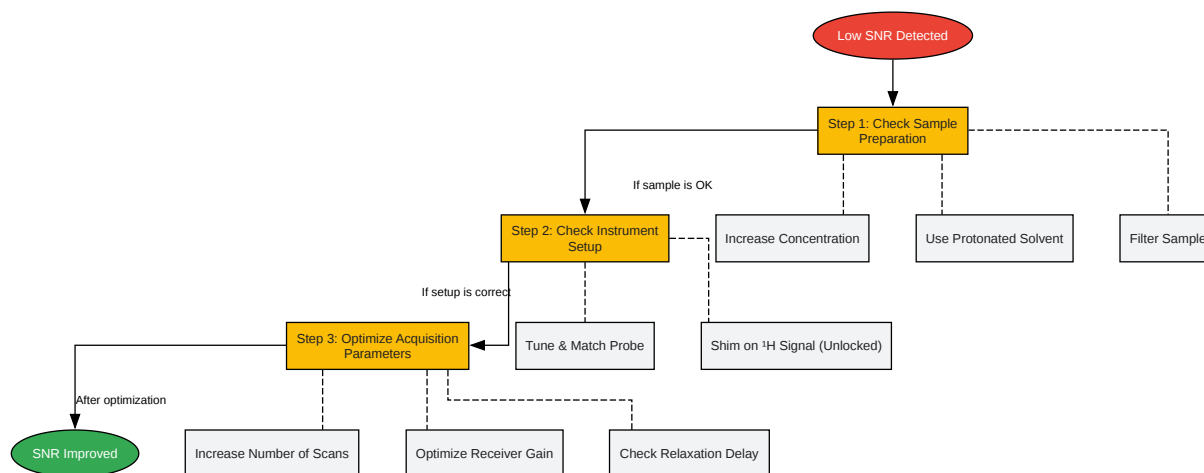 Low SNR Detected
Step 1: Check Sample
Preparation
If sample is OK
Step 2: Check Instrument
Setup
Increase Concentration
Use Protonated Solvent
Filter Sample
If setup is correct
Step 3: Optimize Acquisition
Parameters
Tune & Match Probe
Shim on ¹H Signal (Unlocked)
After optimization
SNR Improved
Increase Number of Scans
Optimize Receiver Gain
Check Relaxation Delay